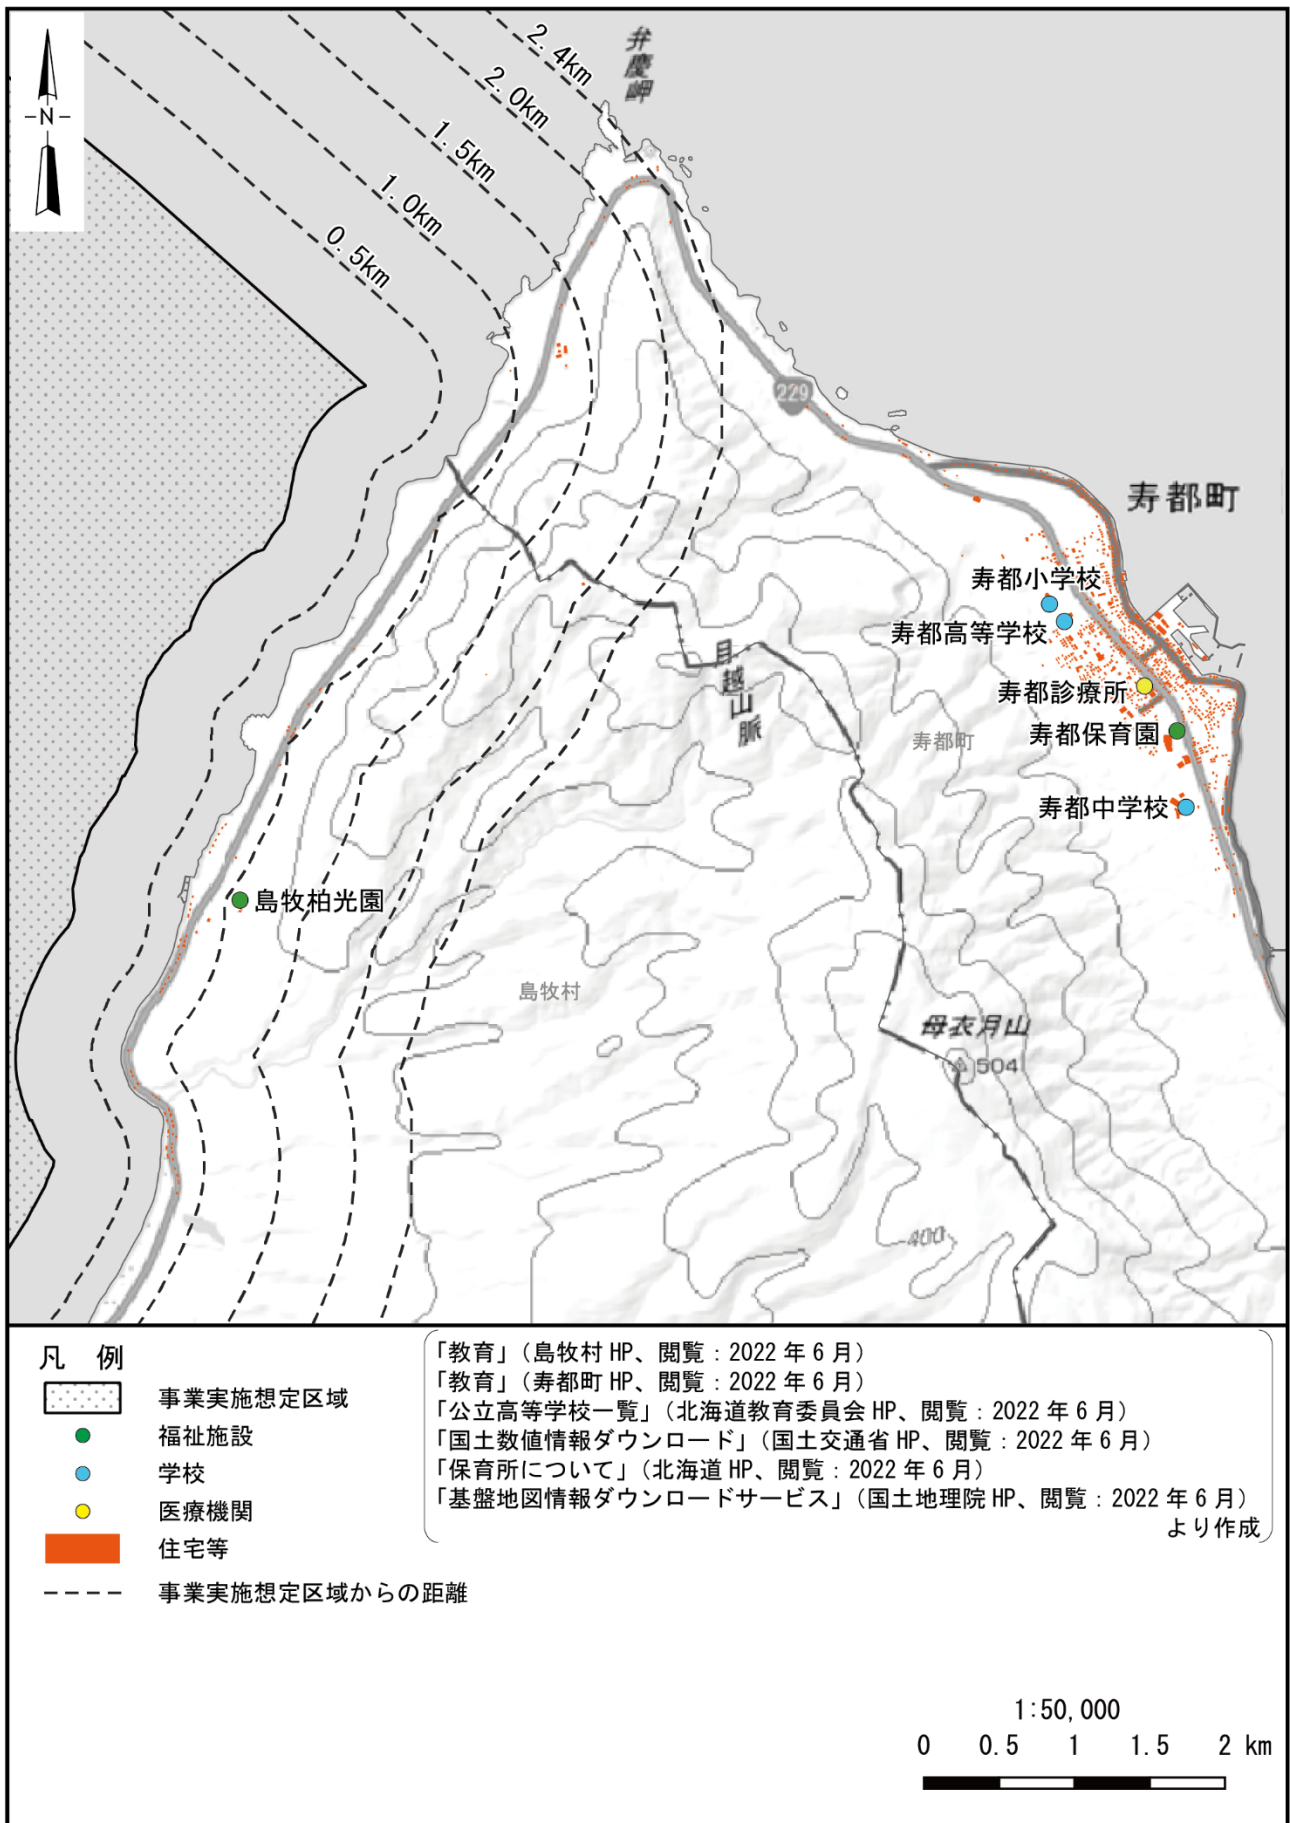 N
弁慶岬
2.4km
2.0km
1.5km
1.0km
0.5km
229
寿都町
寿都小学校
寿都高等学校
寿都診療所
寿都保育園
寿都中学校
目越山脈
寿都町
島牧柏光園
島牧村
母衣月山
504
400
凡 例
事業実施想定区域
福祉施設
学校
医療機関
住宅等
事業実施想定区域からの距離
「教育」（島牧村 HP、閲覧：2022 年 6 月）
「教育」（寿都町 HP、閲覧：2022 年 6 月）
「公立高等学校一覧」（北海道教育委員会 HP、閲覧：2022 年 6 月）
「国土数値情報ダウンロード」（国土交通省 HP、閲覧：2022 年 6 月）
「保育所について」（北海道 HP、閲覧：2022 年 6 月）
「基盤地図情報ダウンロードサービス」（国土地理院 HP、閲覧：2022 年 6 月）
より作成
1:50,000
0 0.5 1 1.5 2 km